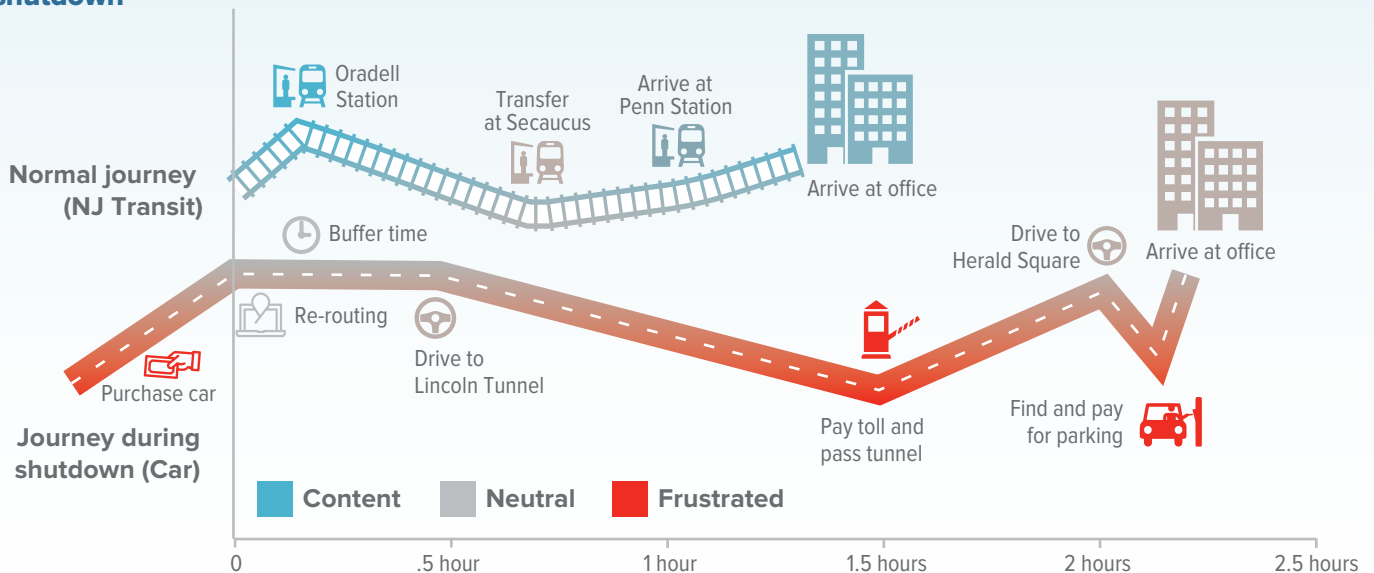 shutdown
Oradell
Station
Transfer
at Secaucus
Arrive at
Penn Station
Arrive at office
Normal journey
(NJ Transit)
Buffer time
Re-routing
Drive to
Lincoln Tunnel
Drive to
Herald Square
Arrive at office
Purchase car
Pay toll and
pass tunnel
Find and pay
for parking
Journey during
shutdown (Car)
Content
Neutral
Frustrated
0
.5 hour
1 hour
1.5 hours
2 hours
2.5 hours